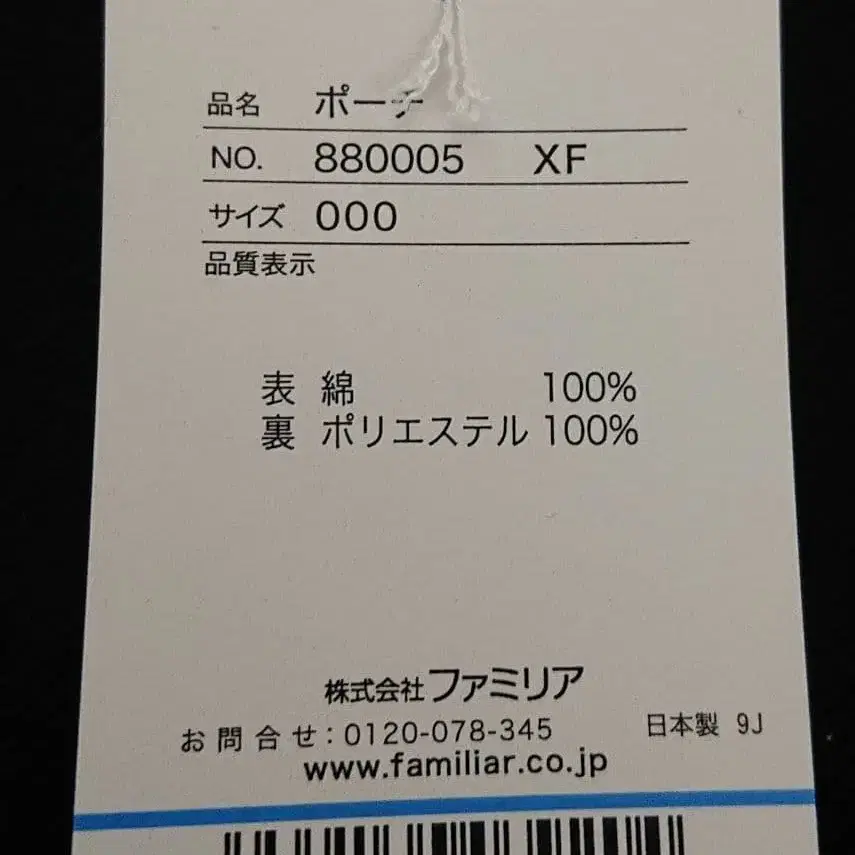 品名 ポーチ
NO. 880005 XF
サイズ 000
品質表示
表 綿 100%
裏 ポリエステル 100%
株式会社ファミリア
お問合せ:0120-078-345 日本製 9J
www.familiar.co.jp